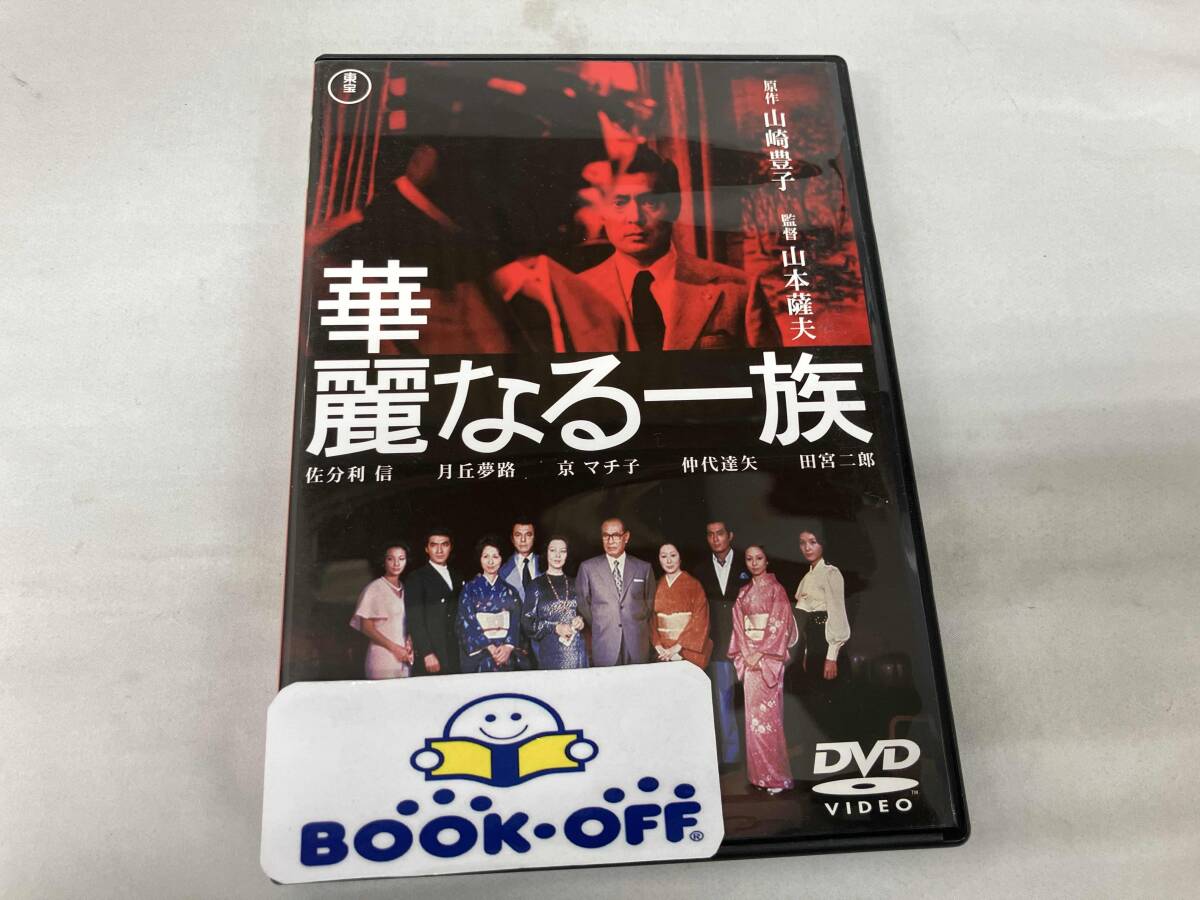 東宝
原作 山崎豊子
監督 山本薩夫
華
麗なる一族
佐分利 信 月丘夢路 京 マチ子 仲代達矢 田宮二郎
DVD
VIDEO
TM
BOOK・OFF®